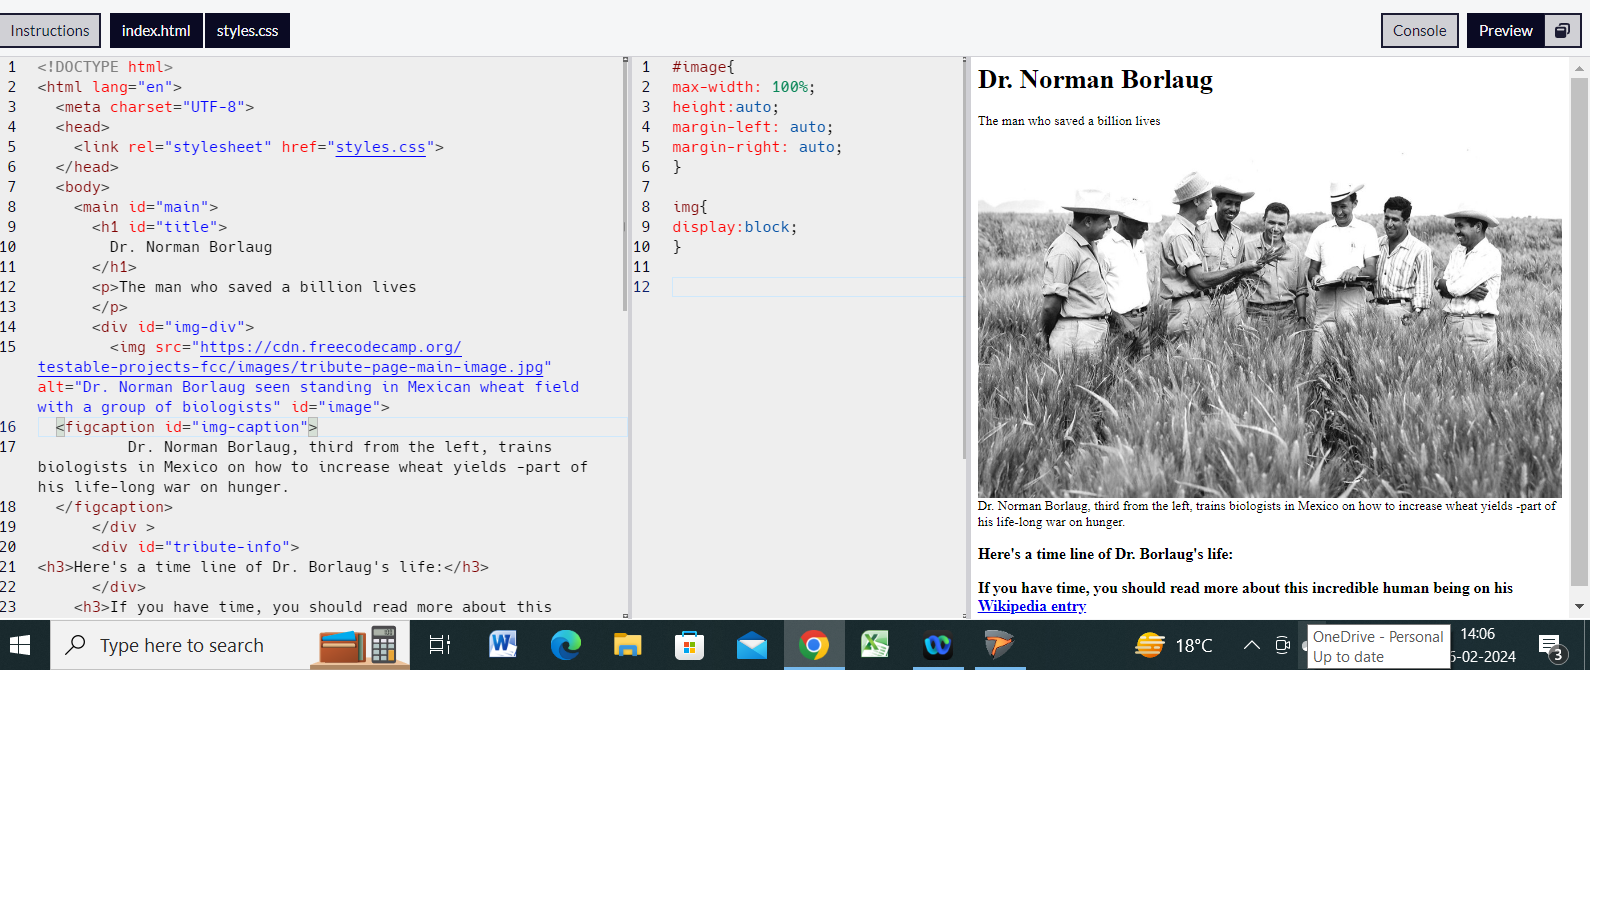 Instructions
index.html
styles.css
Console
Preview
1 <!DOCTYPE html>
2 <html lang="en">
3 <meta charset="UTF-8">
4 <head>
5 <link rel="stylesheet" href="styles.css">
6 </head>
7 <body>
8 <main id="main">
9 <h1 id="title">
10 Dr. Norman Borlaug
11 </h1>
12 <p>The man who saved a billion lives
13 </p>
14 <div id="img-div">
15 <img src="https://cdn.freecodecamp.org/
testable-projects-fcc/images/tribute-page-main-image.jpg"
alt="Dr. Norman Borlaug seen standing in Mexican wheat field
with a group of biologists" id="image">
16 <figcaption id="img-caption">
17 Dr. Norman Borlaug, third from the left, trains
biologists in Mexico on how to increase wheat yields -part of
his life-long war on hunger.
18 </figcaption>
19 </div >
20 <div id="tribute-info">
21 <h3>Here's a time line of Dr. Borlaug's life:</h3>
22 </div>
23 <h3>If you have time, you should read more about this
1 #image{
2 max-width: 100%;
3 height:auto;
4 margin-left: auto;
5 margin-right: auto;
6 }
7
8 img{
9 display:block;
10 }
11
12
Dr. Norman Borlaug
The man who saved a billion lives
Dr. Norman Borlaug, third from the left, trains biologists in Mexico on how to increase wheat yields -part of
his life-long war on hunger.
Here's a time line of Dr. Borlaug's life:
If you have time, you should read more about this incredible human being on his
Wikipedia entry
Type here to search
18°C
OneDrive - Personal
Up to date
14:06
-02-2024
3